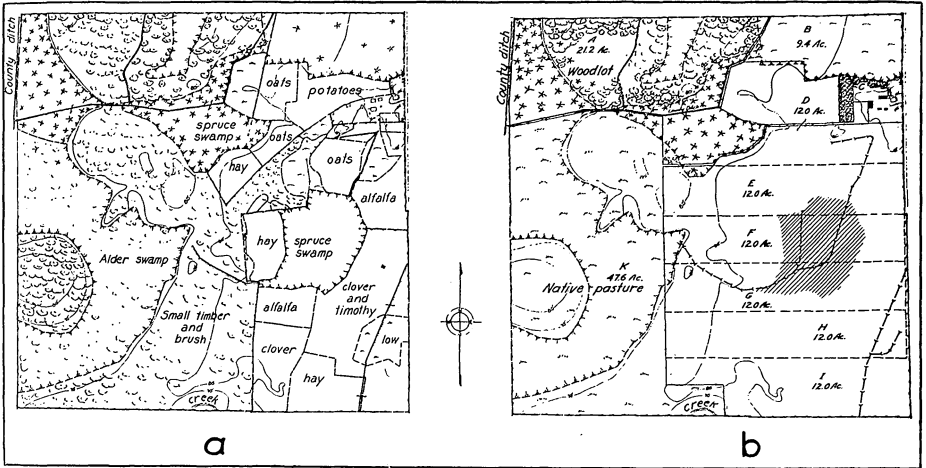 County ditch
oats
potatoes
spruce
swamp
oats
oats
hay
alfalfa
hay
spruce
swamp
Alder swamp
clover
and
timothy
Small timber
and
brush
alfalfa
low
clover
hay
creek
a
County ditch
A
21.2 Ac.
Woodlot
B
9.4 Ac.
D
12.0 Ac.
E
12.0 Ac.
F
12.0 Ac.
K
47.6 Ac.
Native pasture
G
12.0 Ac.
H
12.0 Ac.
I
12.0 Ac.
creek
b